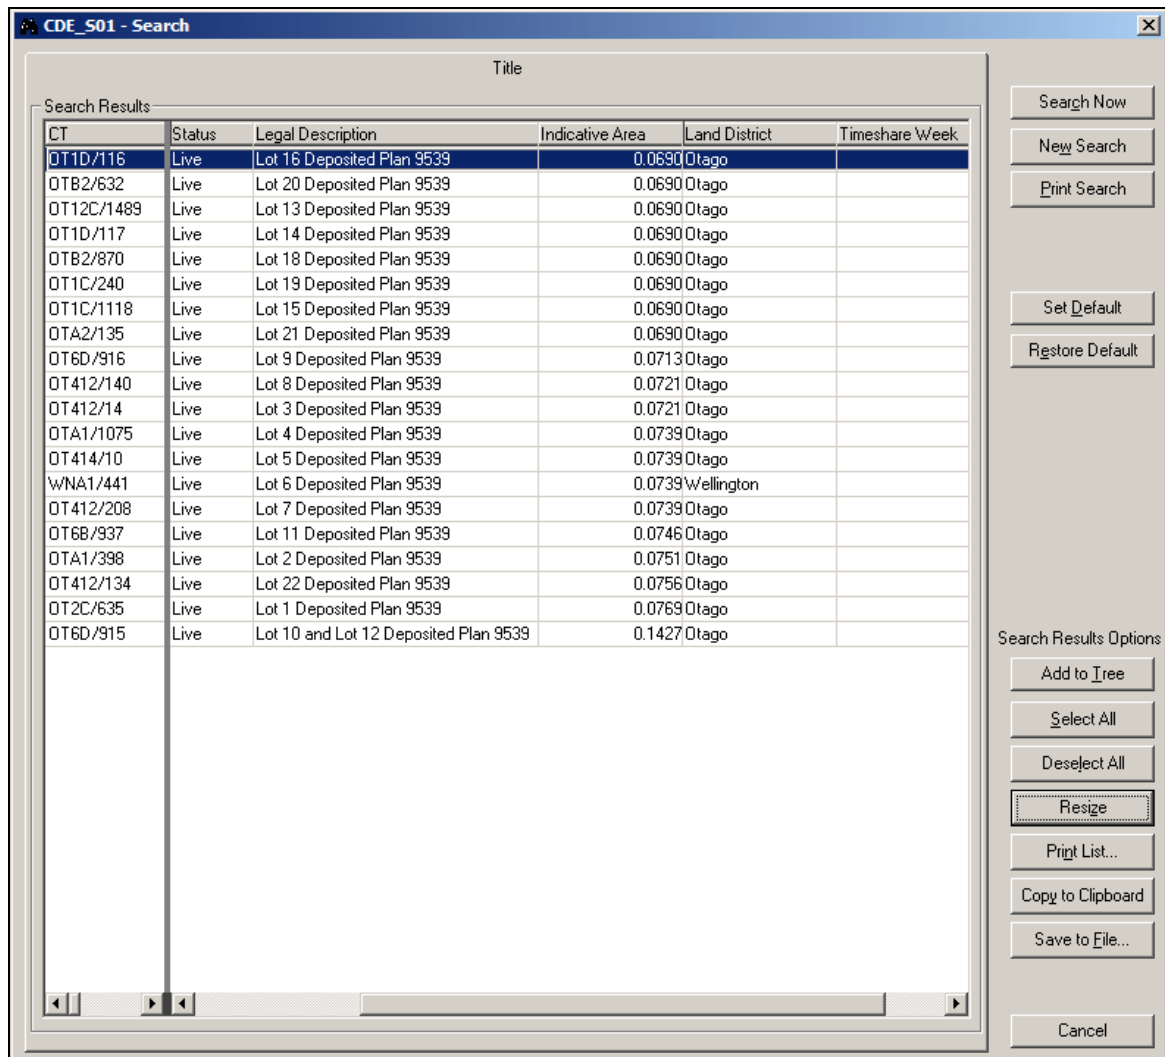 CDE_S01 - Search
Title
Search Results
CT Status Legal Description Indicative Area Land District Timeshare Week
OT1D/116 Live Lot 16 Deposited Plan 9539 0.0690 Otago
OTB2/632 Live Lot 20 Deposited Plan 9539 0.0690 Otago
OT12C/1489 Live Lot 13 Deposited Plan 9539 0.0690 Otago
OT1D/117 Live Lot 14 Deposited Plan 9539 0.0690 Otago
OTB2/870 Live Lot 18 Deposited Plan 9539 0.0690 Otago
OT1C/240 Live Lot 19 Deposited Plan 9539 0.0690 Otago
OT1C/1118 Live Lot 15 Deposited Plan 9539 0.0690 Otago
OTA2/135 Live Lot 21 Deposited Plan 9539 0.0690 Otago
OT6D/916 Live Lot 9 Deposited Plan 9539 0.0713 Otago
OT412/140 Live Lot 8 Deposited Plan 9539 0.0721 Otago
OT412/14 Live Lot 3 Deposited Plan 9539 0.0721 Otago
OTA1/1075 Live Lot 4 Deposited Plan 9539 0.0739 Otago
OT414/10 Live Lot 5 Deposited Plan 9539 0.0739 Otago
WNA1/441 Live Lot 6 Deposited Plan 9539 0.0739 Wellington
OT412/208 Live Lot 7 Deposited Plan 9539 0.0739 Otago
OT6B/937 Live Lot 11 Deposited Plan 9539 0.0746 Otago
OTA1/398 Live Lot 2 Deposited Plan 9539 0.0751 Otago
OT412/134 Live Lot 22 Deposited Plan 9539 0.0756 Otago
OT2C/635 Live Lot 1 Deposited Plan 9539 0.0769 Otago
OT6D/915 Live Lot 10 and Lot 12 Deposited Plan 9539 0.1427 Otago
Search Now
New Search
Print Search
Set Default
Restore Default
Search Results Options
Add to Tree
Select All
Deselect All
Resize
Print List...
Copy to Clipboard
Save to File...
Cancel